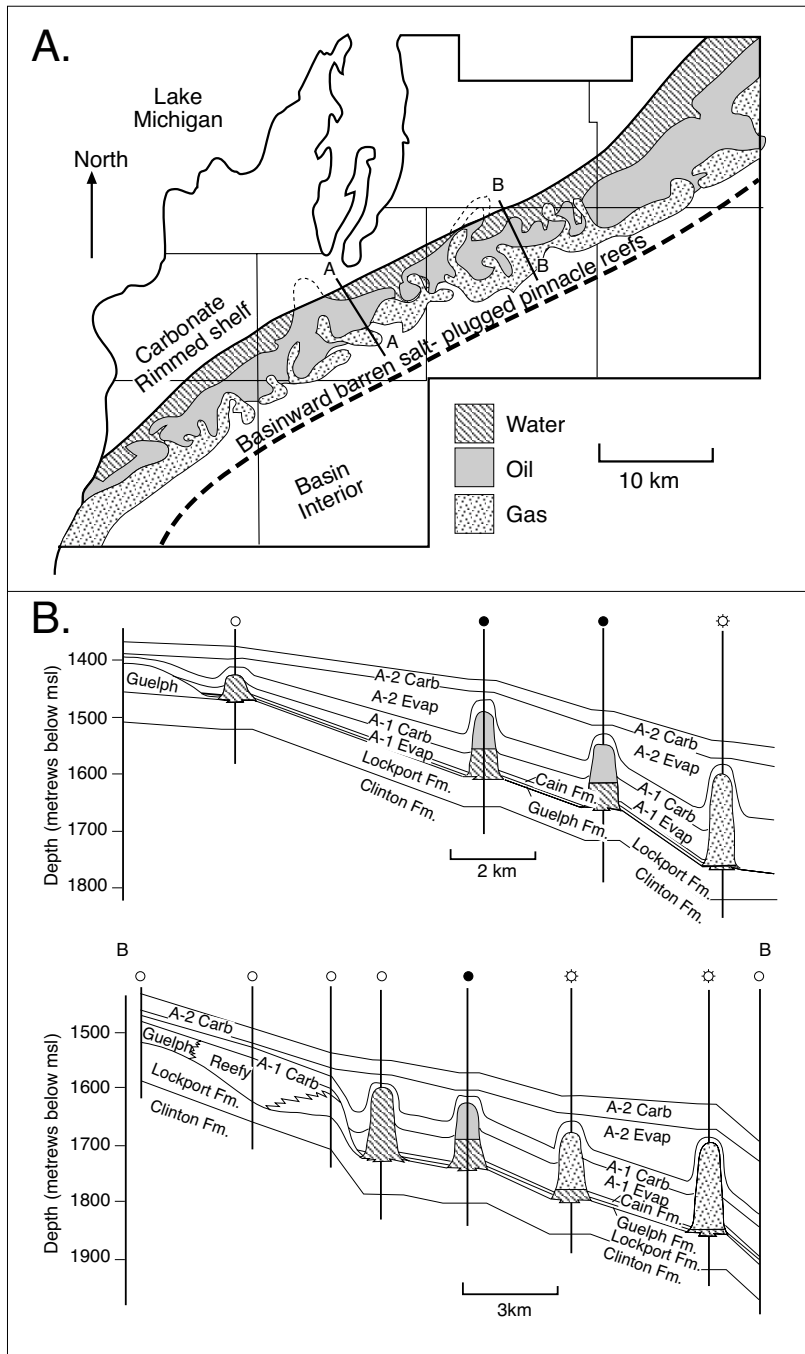 A.
Lake
Michigan
North
B
A
B
A
Carbonate
Rimmed shelf
Basinward barren salt- plugged pinnacle reefs
Basin
Interior
Water
Oil
Gas
10 km
B.
Depth (metrews below msl)
1400
1500
1600
1700
1800
Guelph
A-2 Carb
A-2 Evap
A-1 Carb
A-1 Evap
Lockport Fm.
Clinton Fm.
Cain Fm.
Guelph Fm.
A-2 Carb
A-2 Evap
A-1 Carb
A-1 Evap
Lockport Fm.
Clinton Fm.
2 km
B
B
Depth (metrews below msl)
1500
1600
1700
1800
1900
A-2 Carb
Guelph
Reefy
A-1 Carb
Lockport Fm.
Clinton Fm.
A-2 Carb
A-2 Evap
A-1 Carb
A-1 Evap
Cain Fm.
Guelph Fm.
Lockport Fm.
Clinton Fm.
3km